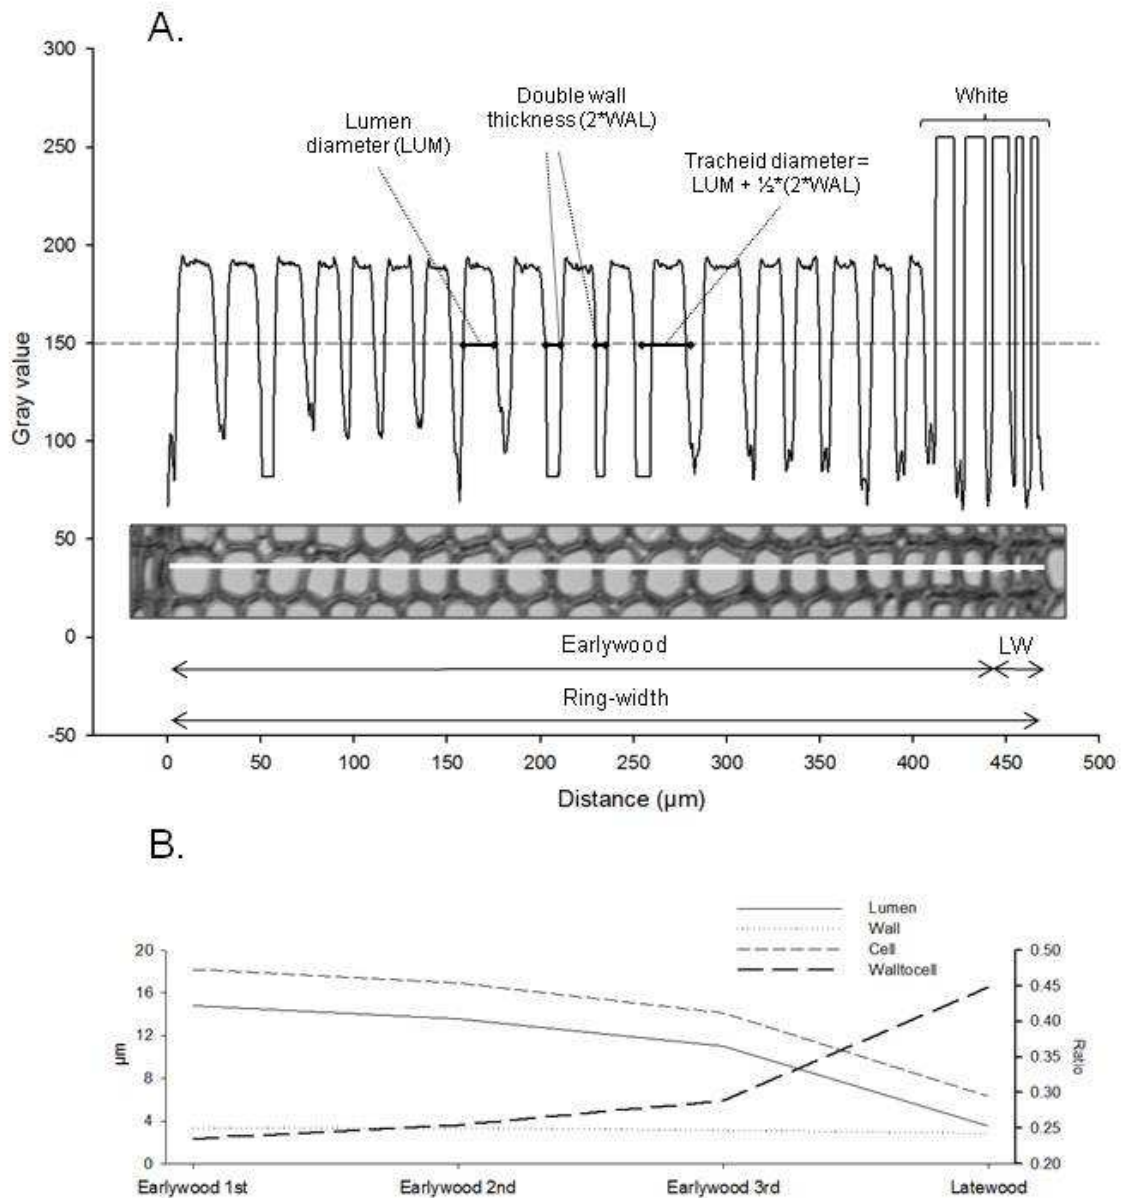 A.
300
250
200
150
100
50
0
-50
Gray value
Lumen
diameter (LUM)
Double wall
thickness (2*WAL)
Tracheid diameter=
LUM + ½*(2*WAL)
White
Earlywood
LW
Ring-width
0 50 100 150 200 250 300 350 400 450 500
Distance (µm)
B.
Lumen
Wall
Cell
Walltocell
20
16
12
8
4
0
µm
0.50
0.45
0.40
0.35
0.30
0.25
0.20
Ratio
Earlywood 1st Earlywood 2nd Earlywood 3rd Latewood